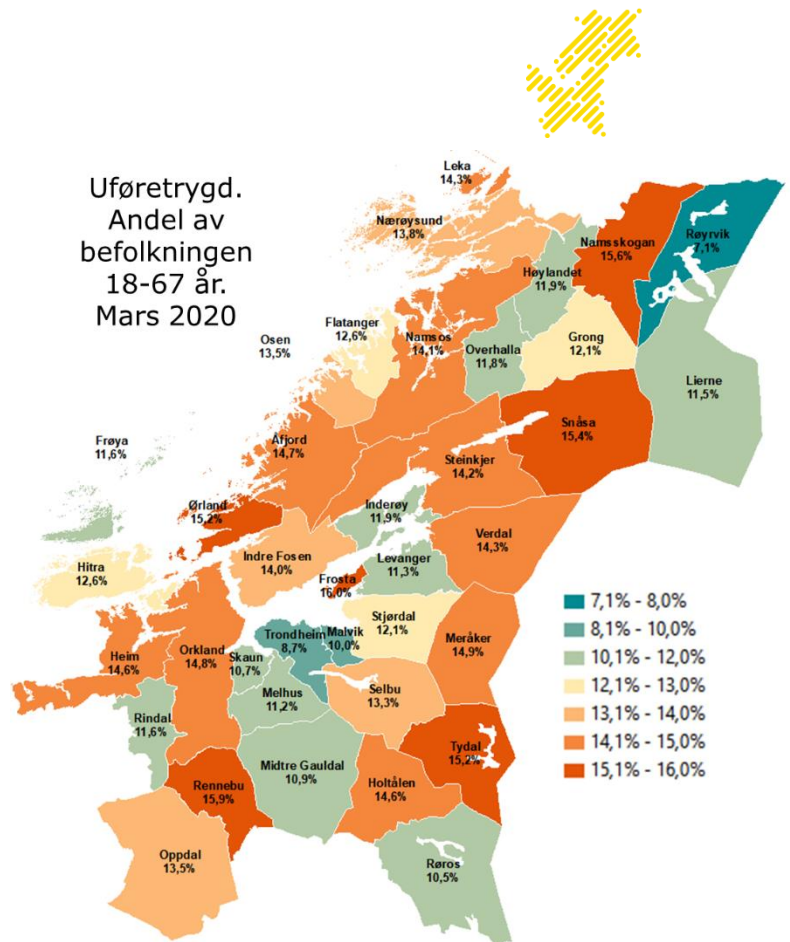 Uføretrygd.
Andel av
befolkningen
18-67 år.
Mars 2020
Leka
14,3%
Nærøysund
13,8%
Namsskogan
15,6%
Røyrvik
7,1%
Høylandet
11,9%
Osen
13,5%
Flatanger
12,6%
Namsos
14,1%
Overhalla
11,8%
Grong
12,1%
Lierne
11,5%
Snåsa
15,4%
Frøya
11,6%
Åfjord
14,7%
Steinkjer
14,2%
Ørland
15,2%
Inderøy
11,9%
Verdal
14,3%
Hitra
12,6%
Indre Fosen
14,0%
Levanger
11,3%
Frosta
16,0%
Stjørdal
12,1%
Trondheim
8,7%
Malvik
10,0%
Meråker
14,9%
Heim
14,6%
Orkland
14,8%
Skaun
10,7%
Melhus
11,2%
Selbu
13,3%
Rindal
11,6%
Tydal
15,2%
Midtre Gauldal
10,9%
Rennebu
15,9%
Holtålen
14,6%
Oppdal
13,5%
Røros
10,5%
7,1% - 8,0%
8,1% - 10,0%
10,1% - 12,0%
12,1% - 13,0%
13,1% - 14,0%
14,1% - 15,0%
15,1% - 16,0%